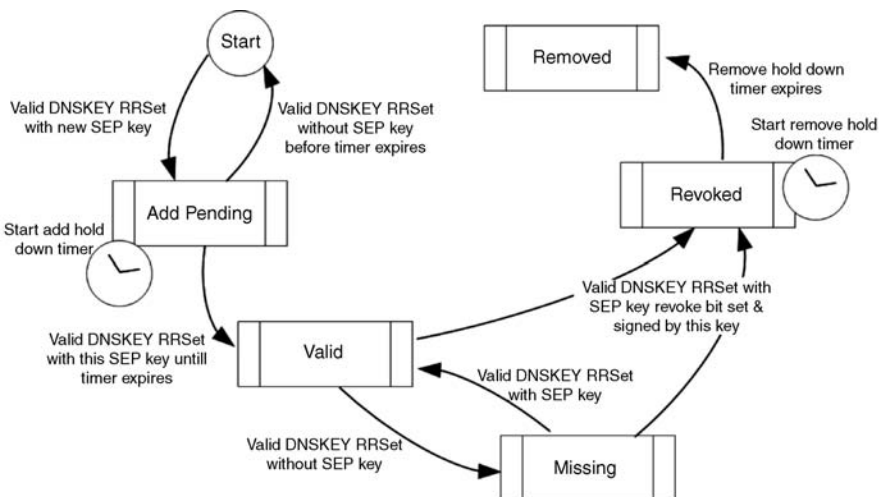 Start
Removed
Valid DNSKEY RRSet
with new SEP key
Valid DNSKEY RRSet
without SEP key
before timer expires
Remove hold down
timer expires
Start remove hold
down timer
Add Pending
Revoked
Start add hold
down timer
Valid DNSKEY RRSet with
SEP key revoke bit set &
signed by this key
Valid DNSKEY RRSet
with this SEP key untill
timer expires
Valid
Valid DNSKEY RRSet
with SEP key
Valid DNSKEY RRSet
without SEP key
Missing